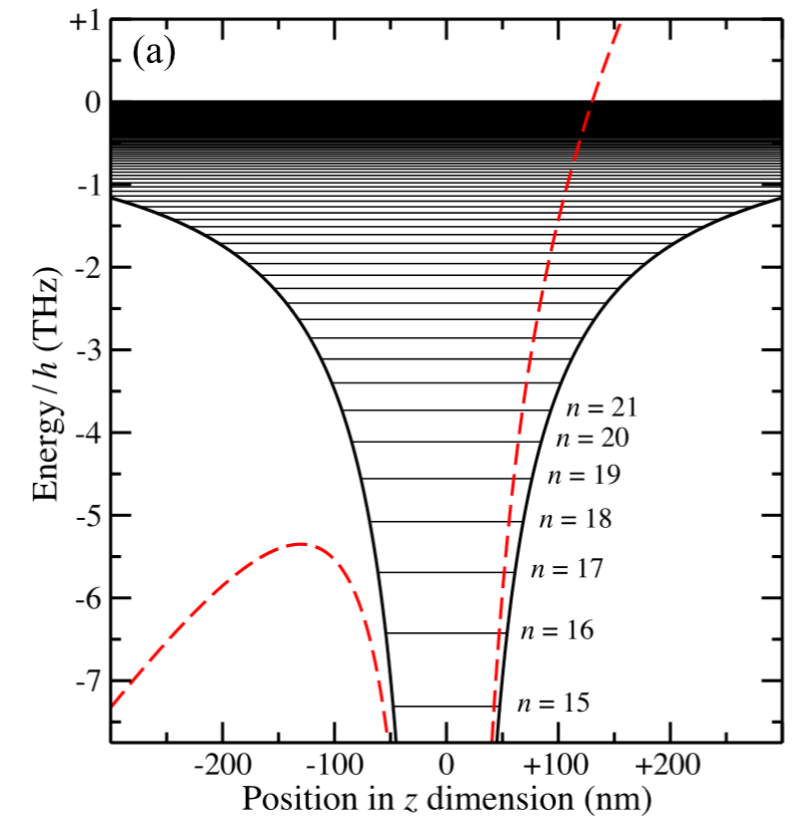 +1
(a)
0
-1
-2
-3
-4
-5
-6
-7
Energy / h (THz)
n = 21
n = 20
n = 19
n = 18
n = 17
n = 16
n = 15
-200 -100 0 +100 +200
Position in z dimension (nm)